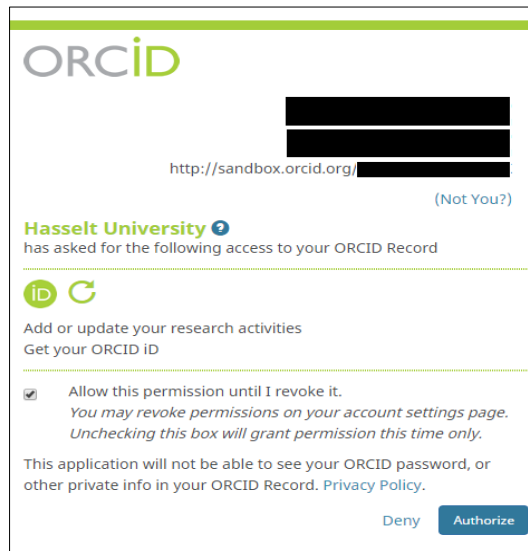 ORCiD
http://sandbox.orcid.org/
(Not You?)
Hasselt University ?
has asked for the following access to your ORCID Record
iD
Add or update your research activities
Get your ORCID iD
Allow this permission until I revoke it.
You may revoke permissions on your account settings page.
Unchecking this box will grant permission this time only.
This application will not be able to see your ORCID password, or
other private info in your ORCID Record. Privacy Policy.
Deny Authorize